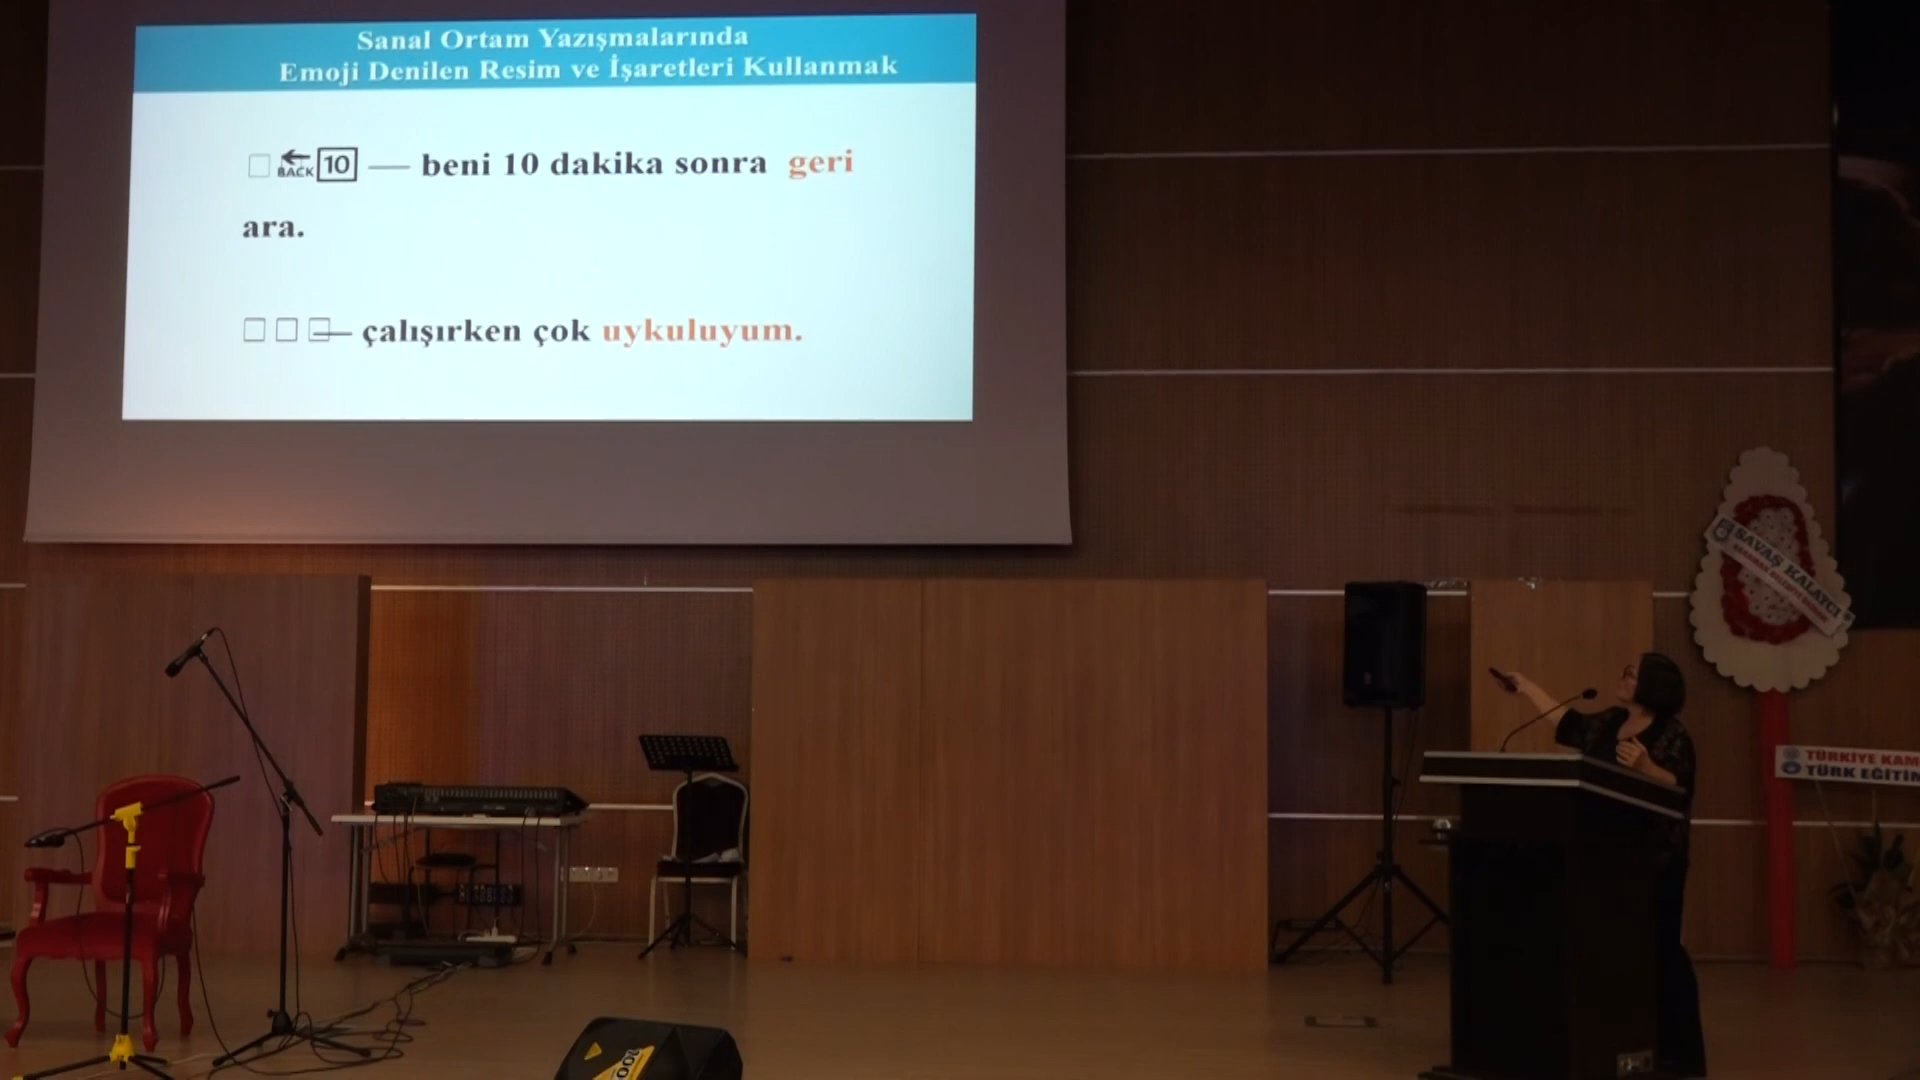 Sanal Ortam Yazışmalarında
Emoji Denilen Resim ve İşaretleri Kullanmak
BACK 10 — beni 10 dakika sonra geri
ara.
— çalışırken çok uykuluyum.
SAVAŞ KALAYCI
TÜRKİYE KAM
TÜRK EĞİTİM